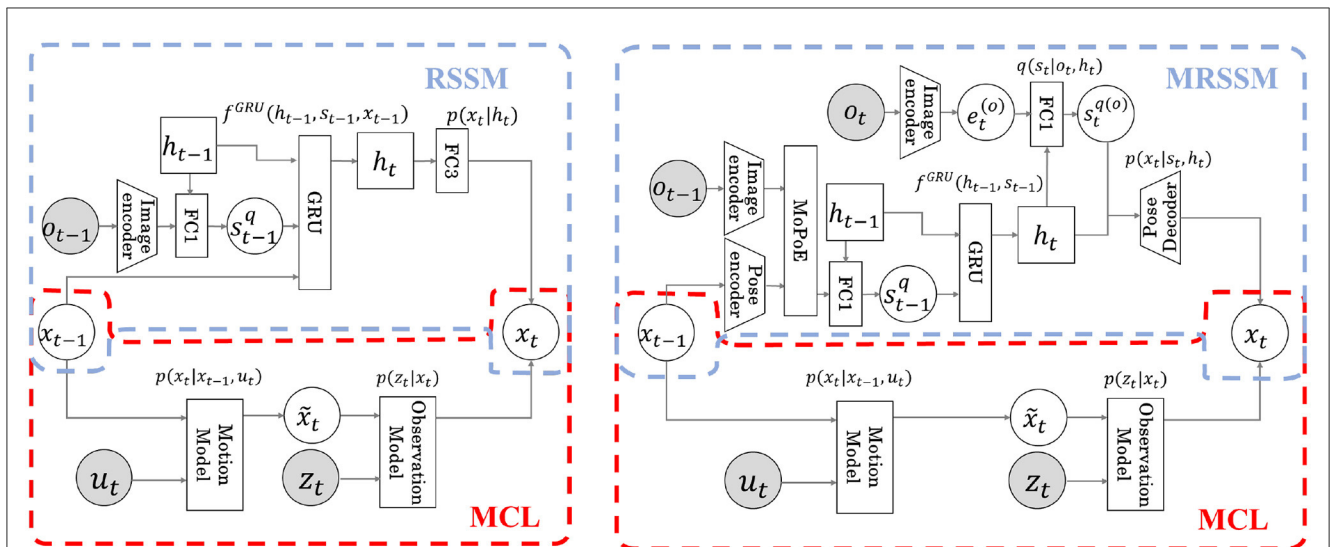 RSSM
f^{GRU}(h_{t-1}, s_{t-1}, x_{t-1})
p(x_t|h_t)
h_{t-1}
h_t
FC3
GRU
o_{t-1}
Image encoder
FC1
s^q_{t-1}
x_{t-1}
x_t
p(x_t|x_{t-1}, u_t)
p(z_t|x_t)
Motion Model
x̃_t
Observation Model
u_t
z_t
MCL
MRSSM
q(s_t|o_t, h_t)
o_t
Image encoder
e_t^{(o)}
FC1
s_t^{q(o)}
p(x_t|s_t, h_t)
o_{t-1}
Image encoder
MoPoE
f^{GRU}(h_{t-1}, s_{t-1})
h_{t-1}
GRU
h_t
Pose Decoder
Pose encoder
FC1
s^q_{t-1}
x_{t-1}
x_t
p(x_t|x_{t-1}, u_t)
p(z_t|x_t)
Motion Model
x̃_t
Observation Model
u_t
z_t
MCL